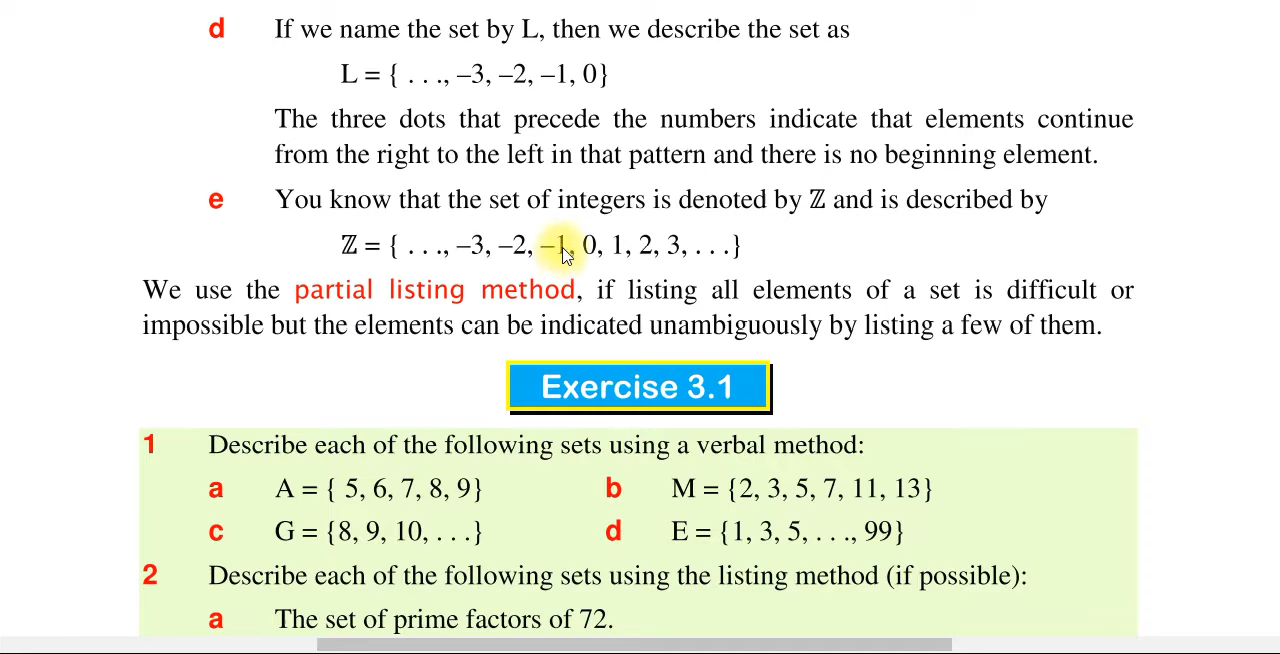 d If we name the set by L, then we describe the set as
L = { . . ., –3, –2, –1, 0}
The three dots that precede the numbers indicate that elements continue
from the right to the left in that pattern and there is no beginning element.
e You know that the set of integers is denoted by ℤ and is described by
ℤ = { . . ., –3, –2, –1, 0, 1, 2, 3, . . .}
We use the partial listing method, if listing all elements of a set is difficult or
impossible but the elements can be indicated unambiguously by listing a few of them.
Exercise 3.1
1 Describe each of the following sets using a verbal method:
a A = { 5, 6, 7, 8, 9} b M = {2, 3, 5, 7, 11, 13}
c G = {8, 9, 10, . . .} d E = {1, 3, 5, . . ., 99}
2 Describe each of the following sets using the listing method (if possible):
a The set of prime factors of 72.